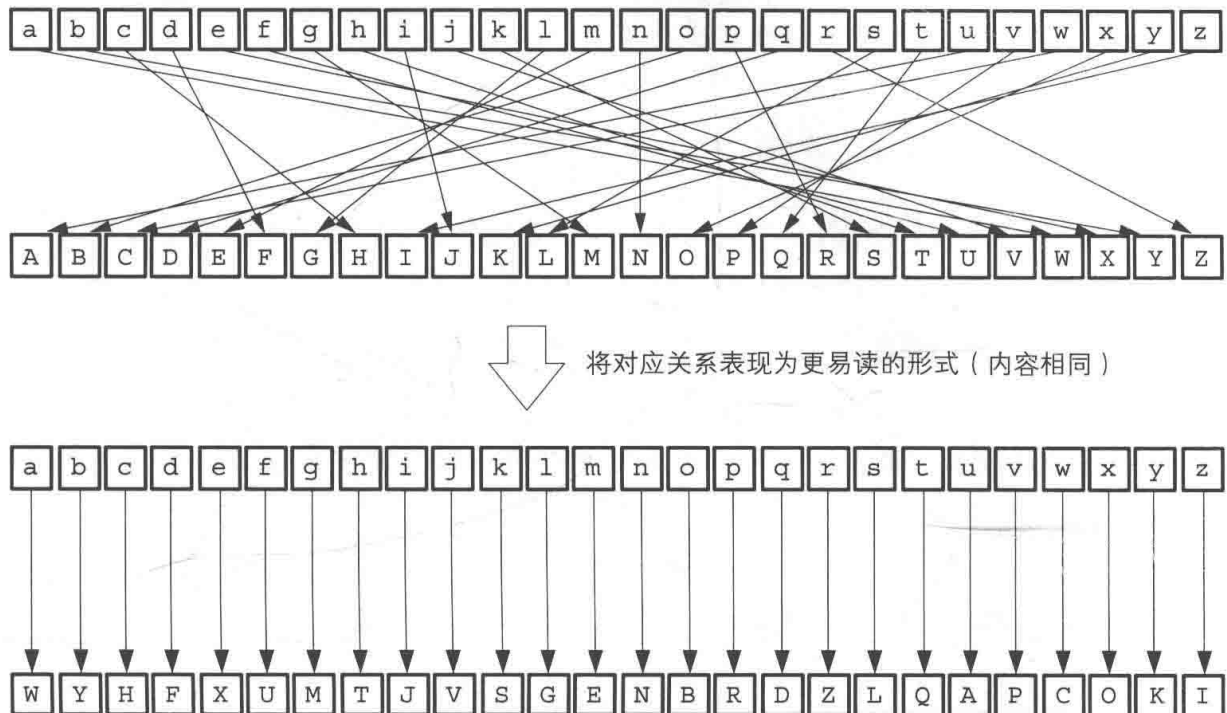 a b c d e f g h i j k l m n o p q r s t u v w x y z
A B C D E F G H I J K L M N O P Q R S T U V W X Y Z
将对应关系表现为更易读的形式（内容相同）
a b c d e f g h i j k l m n o p q r s t u v w x y z
W Y H F X U M T J V S G E N B R D Z L Q A P C O K I